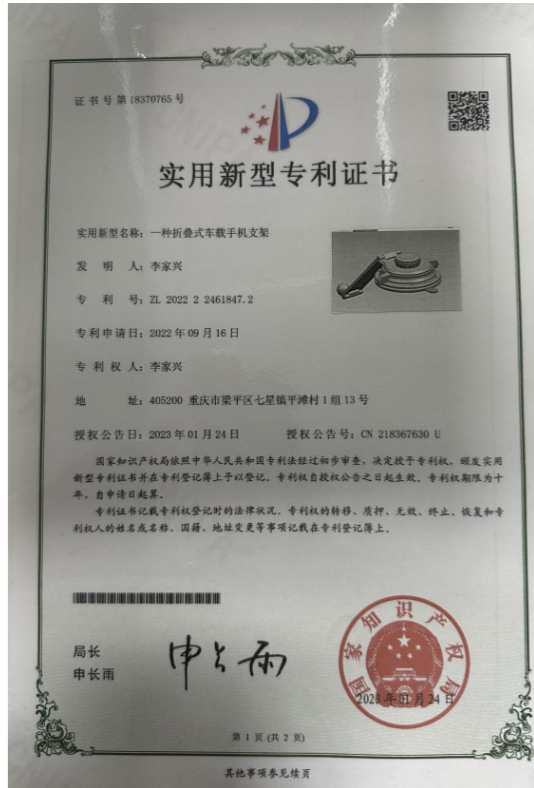 证书号第18370765号
实用新型专利证书
实用新型名称：一种折叠式车载手机支架
发明人：李家兴
专利号：ZL 2022 2 2461847.2
专利申请日：2022年09月16日
专利权人：李家兴
地址：405200 重庆市梁平区七星镇平滩村1组13号
授权公告日：2023年01月24日 授权公告号：CN 218367630 U
国家知识产权局依照中华人民共和国专利法经过初步审查，决定授予专利权，颁发实用
新型专利证书并在专利登记簿上予以登记。专利权自授权公告之日起生效。专利权期限为十
年，自申请日起算。
专利证书记载专利权登记时的法律状况。专利权的转移、质押、无效、终止、恢复和专
利权人的姓名或名称、国籍、地址变更等事项记载在专利登记簿上。
局长
申长雨
申长雨
国家知识产权局
2023年01月24日
第1页(共2页)
其他事项参见续页